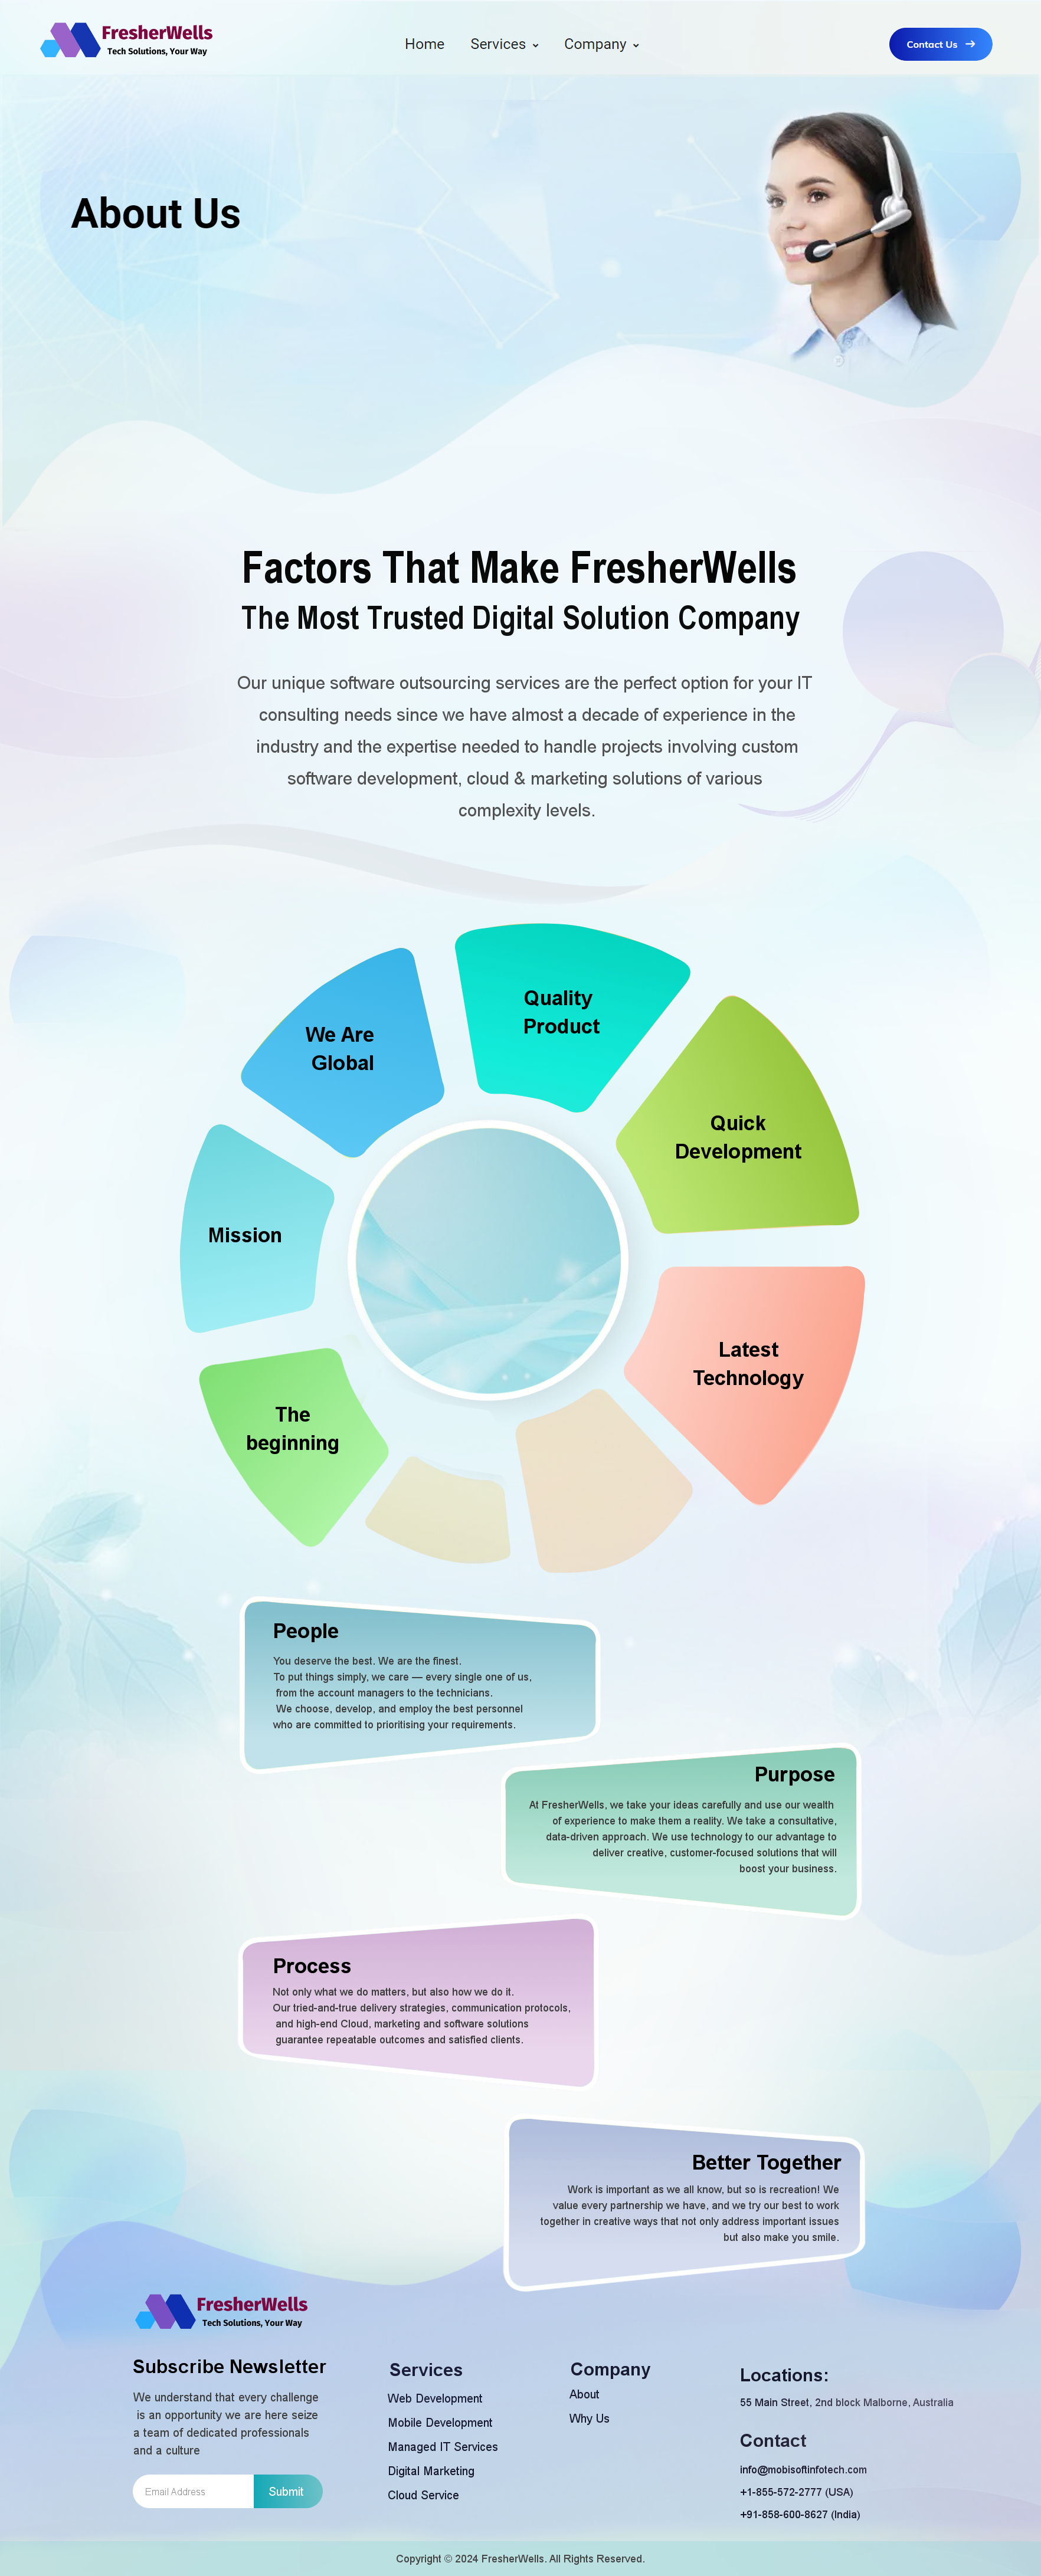 FresherWells
Tech Solutions, Your Way
Home Services Company
Contact Us
About Us
Factors That Make FresherWells
The Most Trusted Digital Solution Company
Our unique software outsourcing services are the perfect option for your IT
consulting needs since we have almost a decade of experience in the
industry and the expertise needed to handle projects involving custom
software development, cloud & marketing solutions of various
complexity levels.
Quality
Product
We Are
Global
Quick
Development
Mission
Latest
Technology
The
beginning
People
You deserve the best. We are the finest.
To put things simply, we care — every single one of us,
from the account managers to the technicians.
We choose, develop, and employ the best personnel
who are committed to prioritising your requirements.
Purpose
At FresherWells, we take your ideas carefully and use our wealth
of experience to make them a reality. We take a consultative,
data-driven approach. We use technology to our advantage to
deliver creative, customer-focused solutions that will
boost your business.
Process
Not only what we do matters, but also how we do it.
Our tried-and-true delivery strategies, communication protocols,
and high-end Cloud, marketing and software solutions
guarantee repeatable outcomes and satisfied clients.
Better Together
Work is important as we all know, but so is recreation! We
value every partnership we have, and we try our best to work
together in creative ways that not only address important issues
but also make you smile.
FresherWells
Tech Solutions, Your Way
Subscribe Newsletter
We understand that every challenge
is an opportunity we are here seize
a team of dedicated professionals
and a culture
Email Address
Submit
Services
Web Development
Mobile Development
Managed IT Services
Digital Marketing
Cloud Service
Company
About
Why Us
Locations:
55 Main Street, 2nd block Malborne, Australia
Contact
info@mobisoftinfotech.com
+1-855-572-2777 (USA)
+91-858-600-8627 (India)
Copyright © 2024 FresherWells. All Rights Reserved.